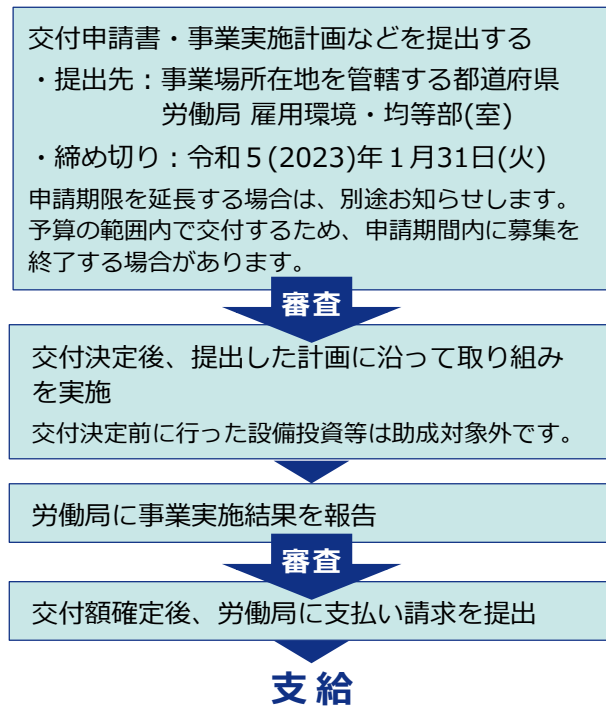 交付申請書・事業実施計画などを提出する
・提出先：事業場所在地を管轄する都道府県
労働局 雇用環境・均等部(室)
・締め切り：令和５(2023)年１月31日(火)
申請期限を延長する場合は、別途お知らせします。
予算の範囲内で交付するため、申請期間内に募集を
終了する場合があります。
審査
交付決定後、提出した計画に沿って取り組み
を実施
交付決定前に行った設備投資等は助成対象外です。
労働局に事業実施結果を報告
審査
交付額確定後、労働局に支払い請求を提出
支給